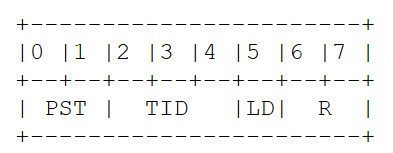 +-----------------------+
|0 |1 |2 |3 |4 |5 |6 |7 |
+--+--+--+--+--+--+--+--+
| PST |  TID   |LD|  R  |
+-----------------------+